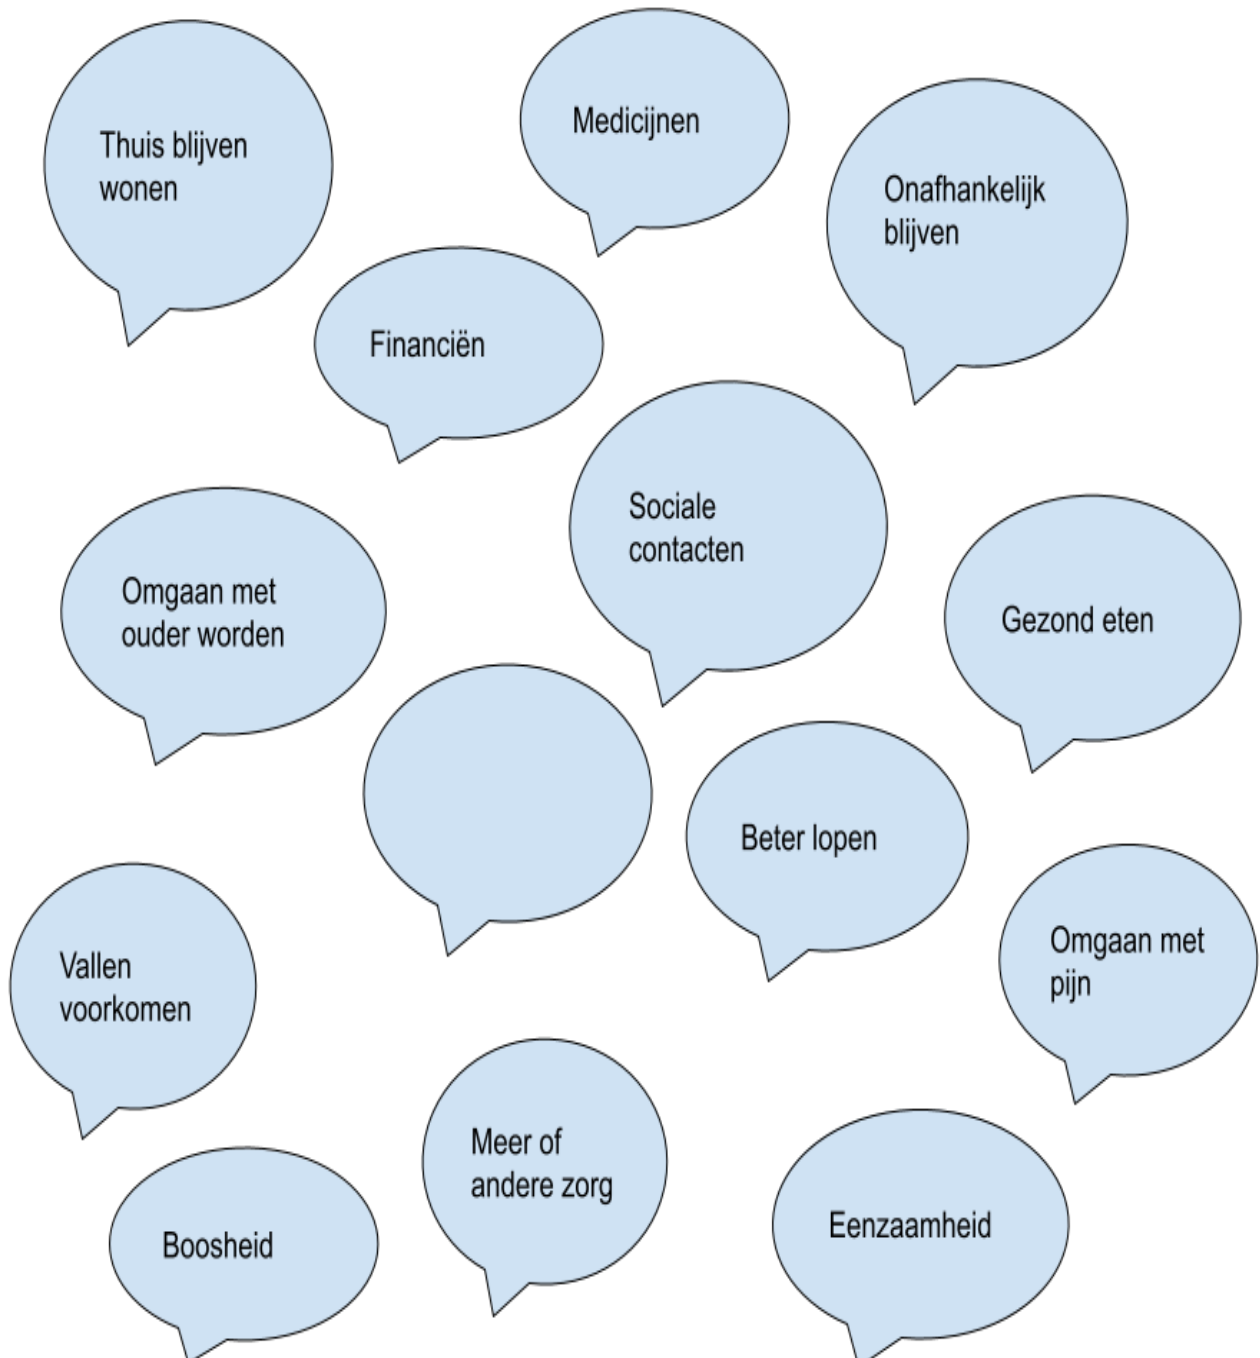 Thuis blijven
wonen
Medicijnen
Onafhankelijk
blijven
Financiën
Sociale
contacten
Omgaan met
ouder worden
Gezond eten
Beter lopen
Vallen
voorkomen
Omgaan met
pijn
Meer of
andere zorg
Boosheid
Eenzaamheid